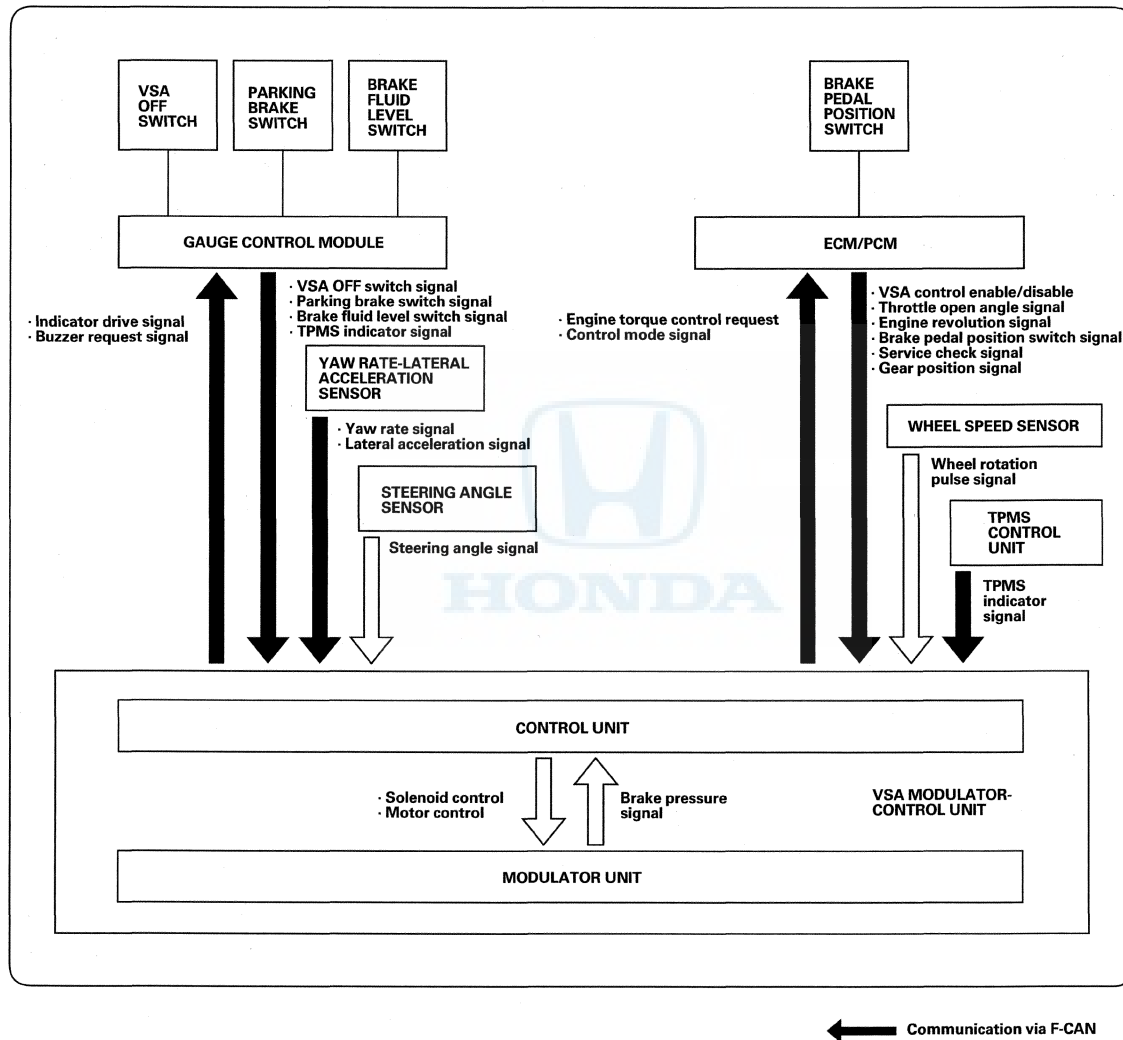 VSA
OFF
SWITCH
PARKING
BRAKE
SWITCH
BRAKE
FLUID
LEVEL
SWITCH
BRAKE
PEDAL
POSITION
SWITCH
GAUGE CONTROL MODULE
ECM/PCM
· Indicator drive signal
· Buzzer request signal
· VSA OFF switch signal
· Parking brake switch signal
· Brake fluid level switch signal
· TPMS indicator signal
· Engine torque control request
· Control mode signal
· VSA control enable/disable
· Throttle open angle signal
· Engine revolution signal
· Brake pedal position switch signal
· Service check signal
· Gear position signal
YAW RATE-LATERAL
ACCELERATION
SENSOR
· Yaw rate signal
· Lateral acceleration signal
WHEEL SPEED SENSOR
Wheel rotation
pulse signal
STEERING ANGLE
SENSOR
Steering angle signal
TPMS
CONTROL
UNIT
TPMS
indicator
signal
HONDA
CONTROL UNIT
· Solenoid control
· Motor control
Brake pressure
signal
VSA MODULATOR-
CONTROL UNIT
MODULATOR UNIT
Communication via F-CAN